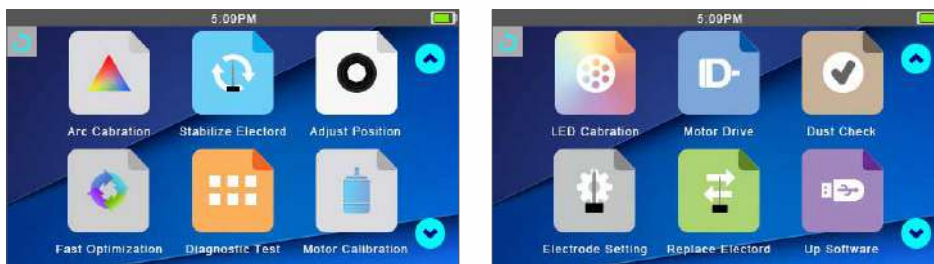 5:09PM
Arc Cabration Stabilize Electord Adjust Position
Fast Optimization Diagnostic Test Motor Calibration
5:09PM
LED Cabration Motor Drive Dust Check
Electrode Setting Replace Electord Up Software